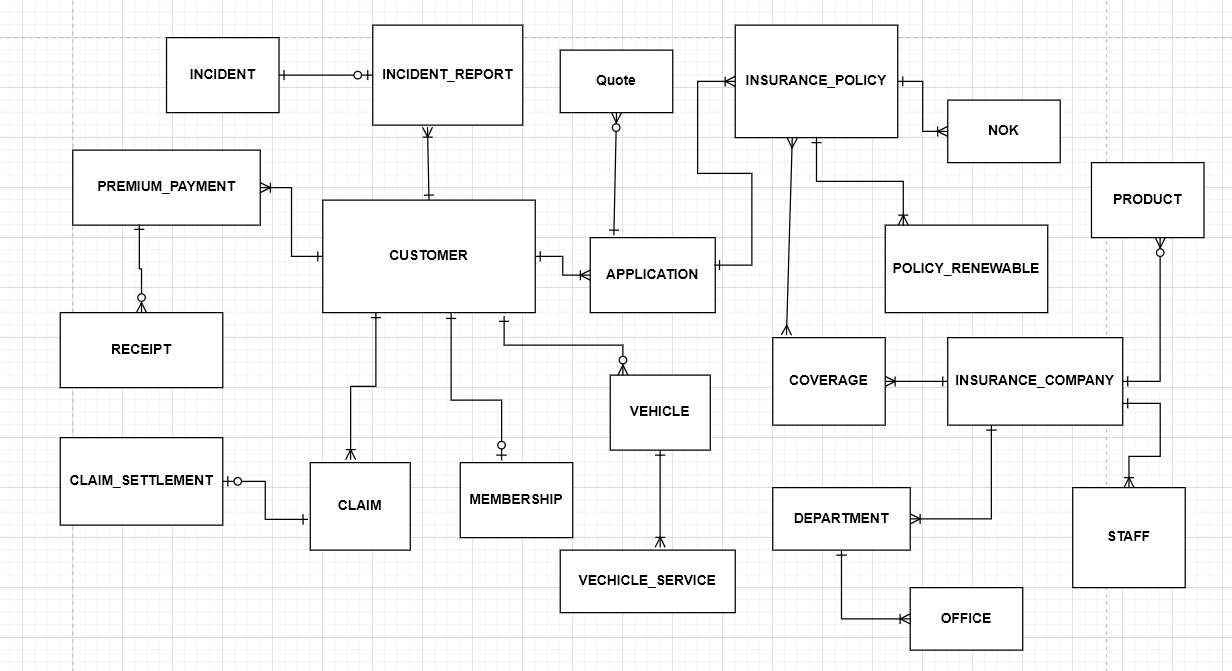 INCIDENT
INCIDENT_REPORT
Quote
INSURANCE_POLICY
NOK
PREMIUM_PAYMENT
PRODUCT
CUSTOMER
APPLICATION
POLICY_RENEWABLE
RECEIPT
COVERAGE
INSURANCE_COMPANY
VEHICLE
CLAIM_SETTLEMENT
CLAIM
MEMBERSHIP
DEPARTMENT
STAFF
VECHICLE_SERVICE
OFFICE